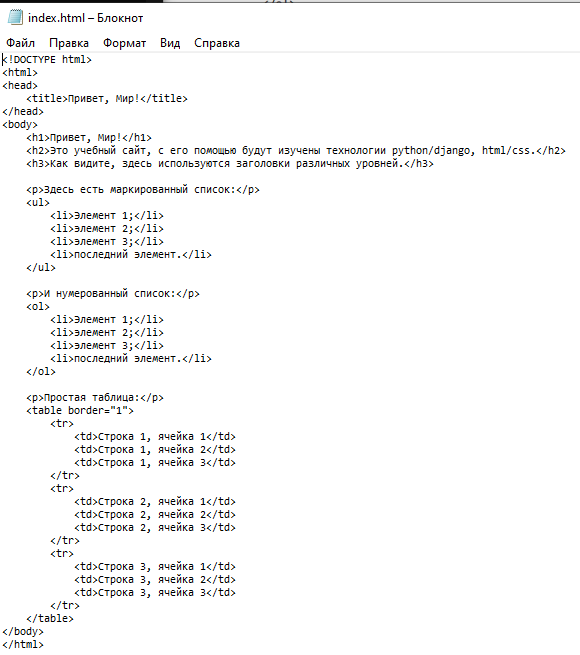 index.html – Блокнот
Файл Правка Формат Вид Справка
<!DOCTYPE html>
<html>
<head>
    <title>Привет, Мир!</title>
</head>
<body>
    <h1>Привет, Мир!</h1>
    <h2>Это учебный сайт, с его помощью будут изучены технологии python/django, html/css.</h2>
    <h3>Как видите, здесь используются заголовки различных уровней.</h3>

    <p>Здесь есть маркированный список:</p>
    <ul>
        <li>Элемент 1;</li>
        <li>элемент 2;</li>
        <li>элемент 3;</li>
        <li>последний элемент.</li>
    </ul>

    <p>И нумерованный список:</p>
    <ol>
        <li>Элемент 1;</li>
        <li>элемент 2;</li>
        <li>элемент 3;</li>
        <li>последний элемент.</li>
    </ol>

    <p>Простая таблица:</p>
    <table border="1">
        <tr>
            <td>Строка 1, ячейка 1</td>
            <td>Строка 1, ячейка 2</td>
            <td>Строка 1, ячейка 3</td>
        </tr>
        <tr>
            <td>Строка 2, ячейка 1</td>
            <td>Строка 2, ячейка 2</td>
            <td>Строка 2, ячейка 3</td>
        </tr>
        <tr>
            <td>Строка 3, ячейка 1</td>
            <td>Строка 3, ячейка 2</td>
            <td>Строка 3, ячейка 3</td>
        </tr>
    </table>
</body>
</html>